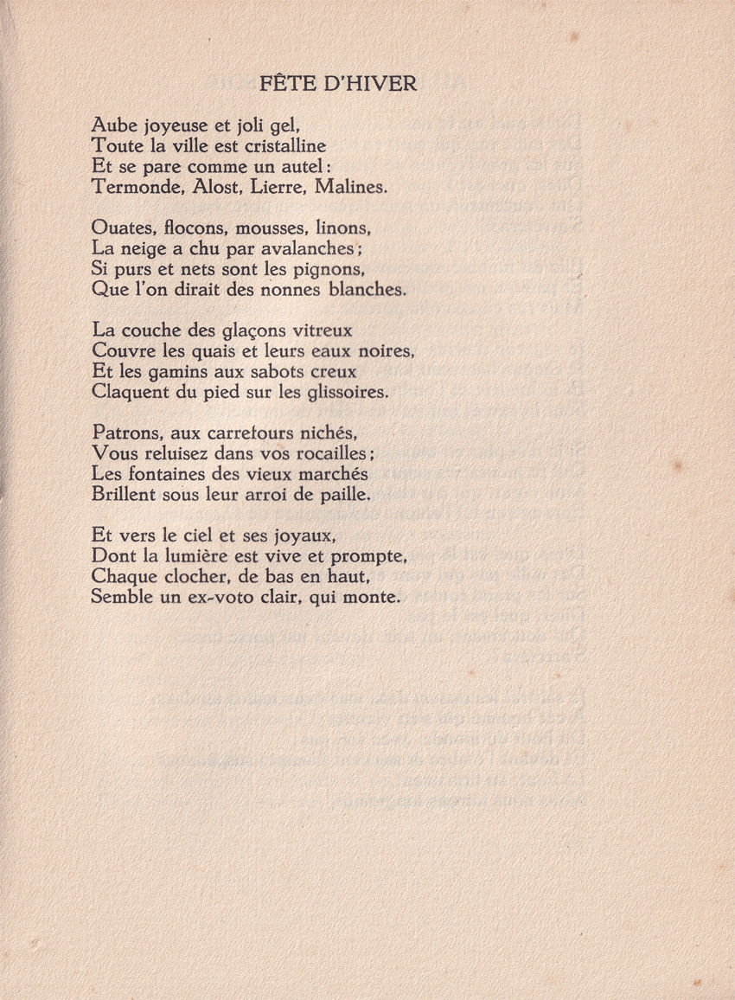 FÊTE D'HIVER
Aube joyeuse et joli gel,
Toute la ville est cristalline
Et se pare comme un autel :
Termonde, Alost, Lierre, Malines.
Ouates, flocons, mousses, linons,
La neige a chu par avalanches ;
Si purs et nets sont les pignons,
Que l'on dirait des nonnes blanches.
La couche des glaçons vitreux
Couvre les quais et leurs eaux noires,
Et les gamins aux sabots creux
Claquent du pied sur les glissoires.
Patrons, aux carrefours nichés,
Vous reluisez dans vos rocailles ;
Les fontaines des vieux marchés
Brillent sous leur arroi de paille.
Et vers le ciel et ses joyaux,
Dont la lumière est vive et prompte,
Chaque clocher, de bas en haut,
Semble un ex-voto clair, qui monte.